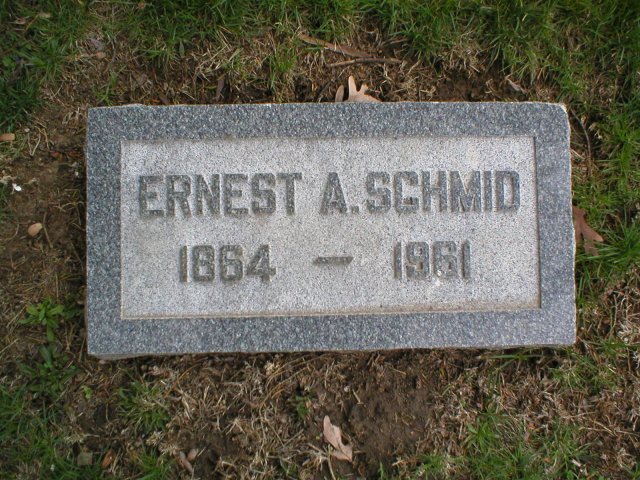 ERNEST A. SCHMID
1864 – 1961